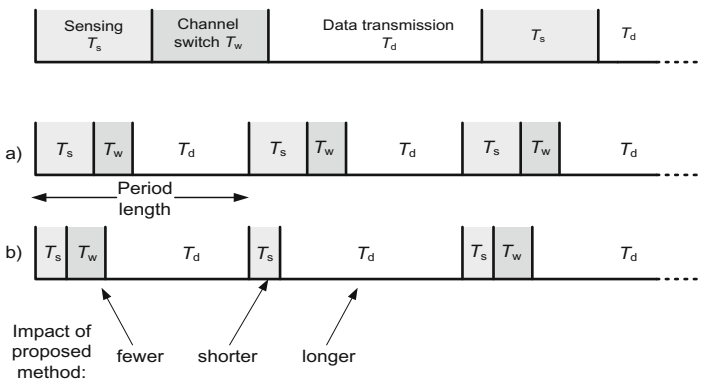 Sensing
Ts
Channel
switch Tw
Data transmission
Td
Ts
Td
a)
Ts
Tw
Td
Ts
Tw
Td
Ts
Tw
Td
Period
length
b)
Ts
Tw
Td
Ts
Td
Ts
Tw
Td
Impact of
proposed
method:
fewer
shorter
longer